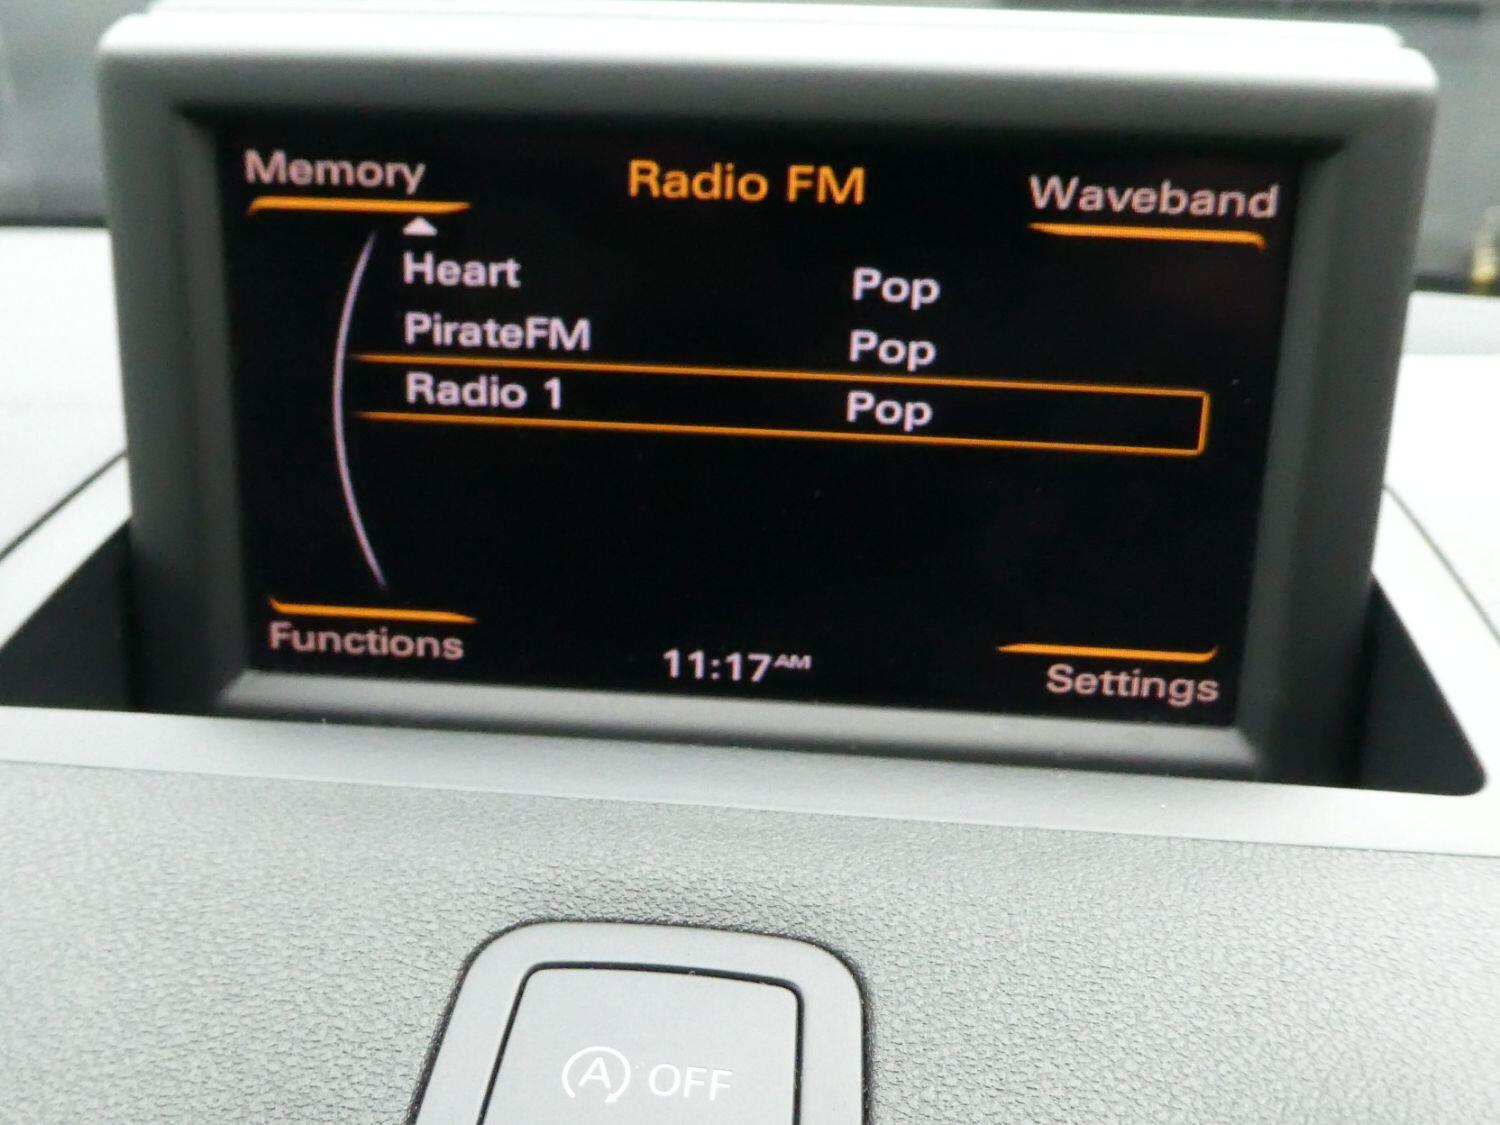 Memory Radio FM Waveband
Heart Pop
PirateFM Pop
Radio 1 Pop
Functions 11:17AM Settings
A OFF